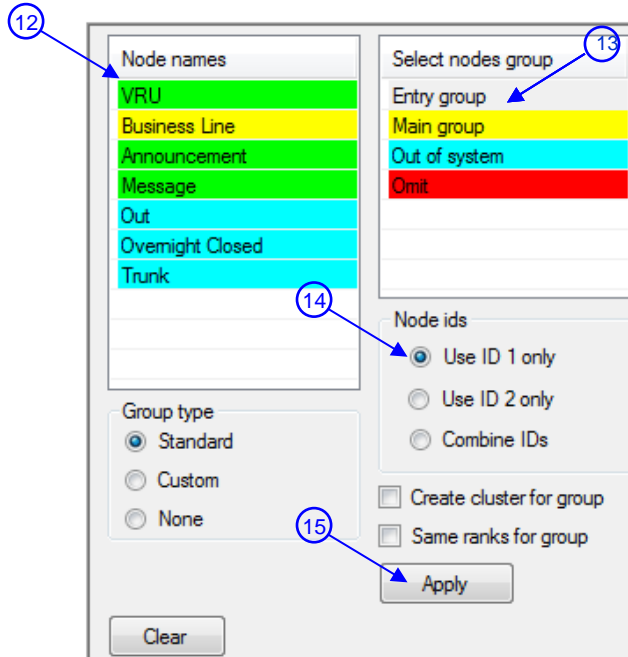 12
Node names
VRU
Business Line
Announcement
Message
Out
Overnight Closed
Trunk
Group type
Standard
Custom
None
Clear
13
Select nodes group
Entry group
Main group
Out of system
Omit
14
Node ids
Use ID 1 only
Use ID 2 only
Combine IDs
Create cluster for group
Same ranks for group
15
Apply